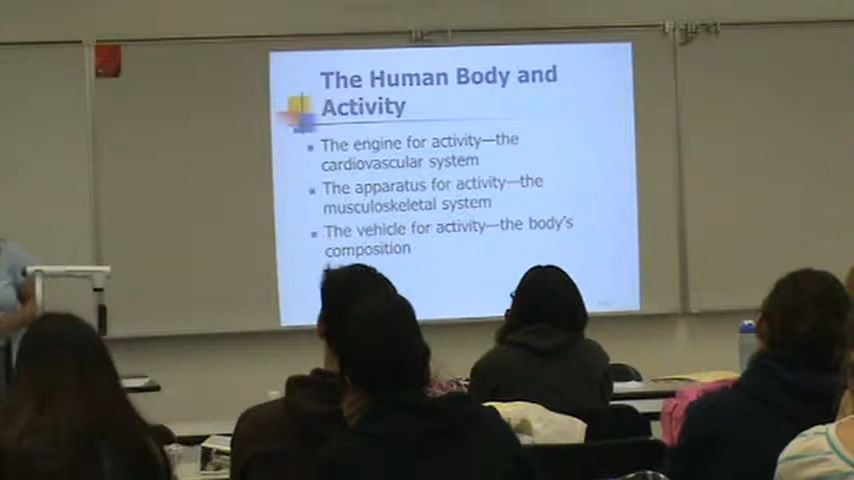 The Human Body and
Activity
The engine for activity—the
cardiovascular system
The apparatus for activity—the
musculoskeletal system
The vehicle for activity—the body's
composition